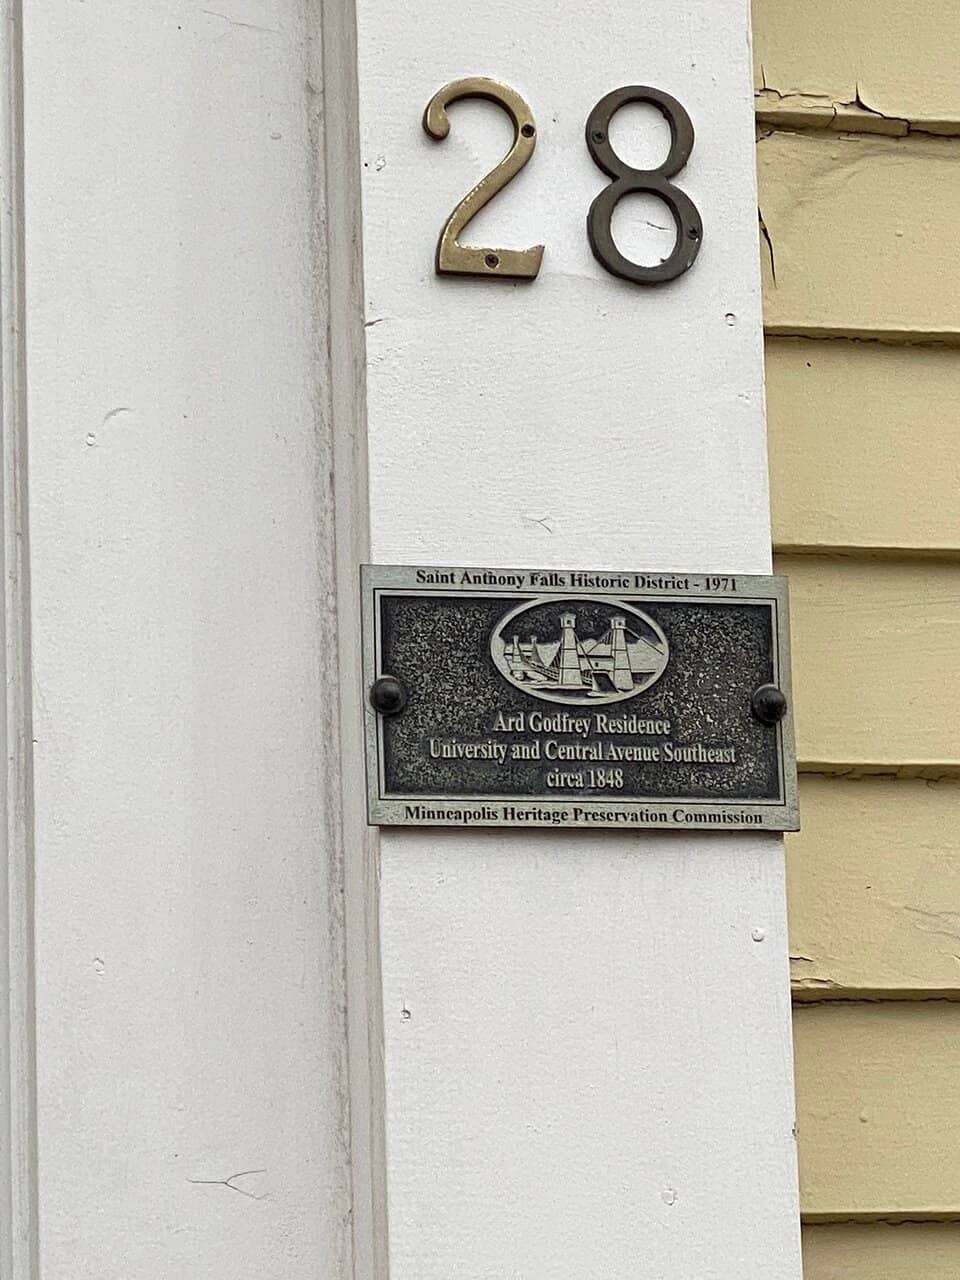 28
Saint Anthony Falls Historic District - 1971
Ard Godfrey Residence
University and Central Avenue Southeast
circa 1848
Minneapolis Heritage Preservation Commission